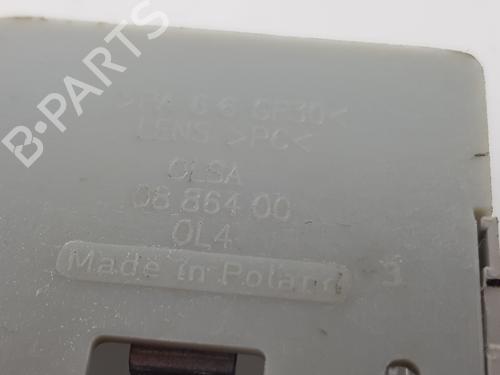 >PA 6 6 GF30<
LENS >PC<
OLSA
08 864 00
OL4
Made in Poland 3
B-PARTS